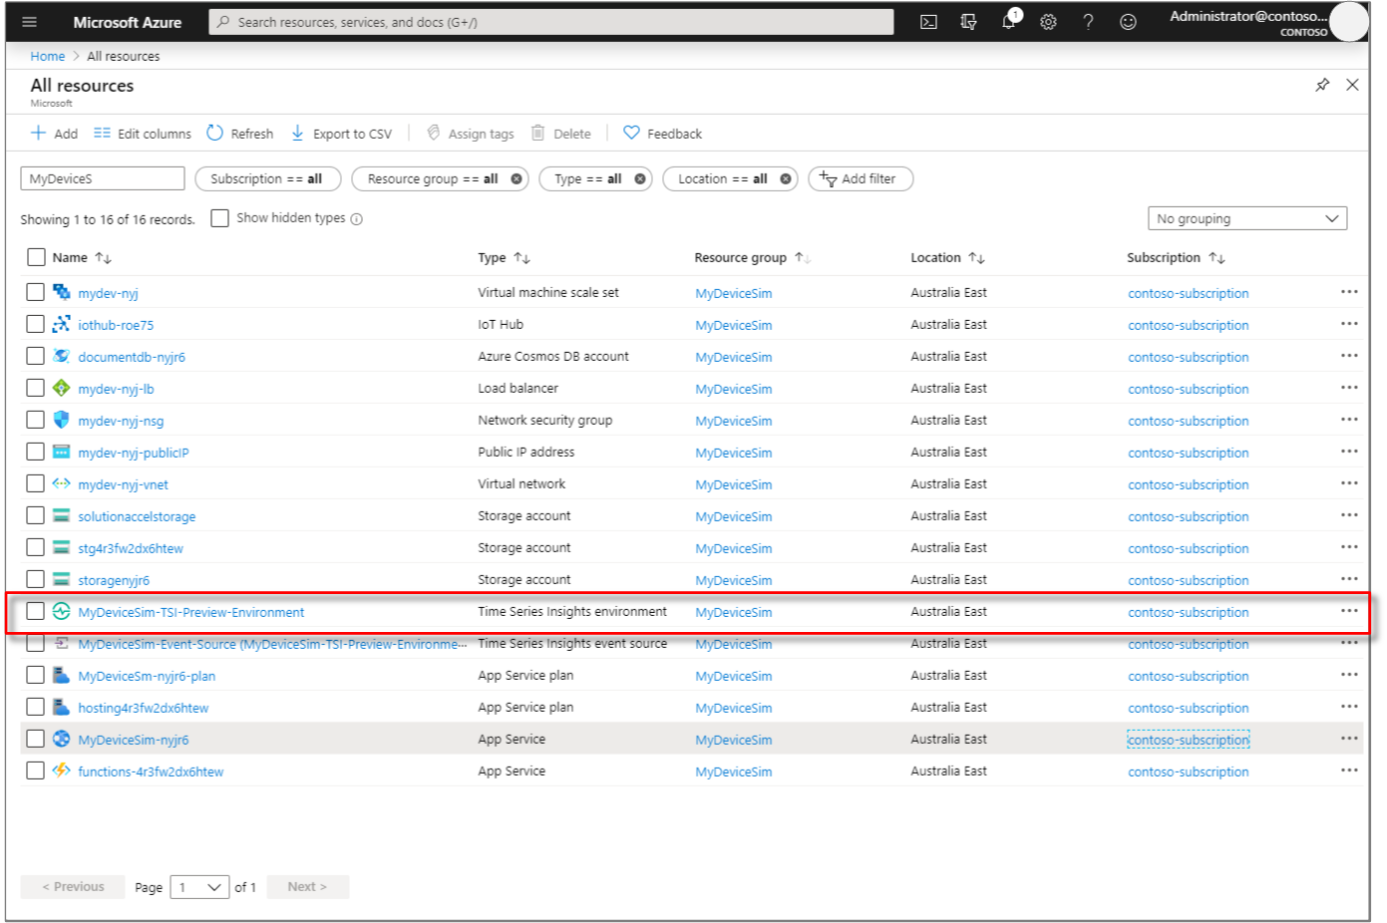 Microsoft Azure Search resources, services, and docs (G+/) 1 Administrator@contoso...
CONTOSO
Home > All resources
All resources
Microsoft
+ Add Edit columns Refresh Export to CSV Assign tags Delete Feedback
MyDeviceS Subscription == all Resource group == all Type == all Location == all Add filter
Showing 1 to 16 of 16 records. Show hidden types No grouping
Name Type Resource group Location Subscription
mydev-nyj Virtual machine scale set MyDeviceSim Australia East contoso-subscription ...
iothub-roe75 IoT Hub MyDeviceSim Australia East contoso-subscription ...
documentdb-nyjr6 Azure Cosmos DB account MyDeviceSim Australia East contoso-subscription ...
mydev-nyj-lb Load balancer MyDeviceSim Australia East contoso-subscription ...
mydev-nyj-nsg Network security group MyDeviceSim Australia East contoso-subscription ...
mydev-nyj-publicIP Public IP address MyDeviceSim Australia East contoso-subscription ...
mydev-nyj-vnet Virtual network MyDeviceSim Australia East contoso-subscription ...
solutionaccelstorage Storage account MyDeviceSim Australia East contoso-subscription ...
stg4r3fw2dx6htew Storage account MyDeviceSim Australia East contoso-subscription ...
storagenyjr6 Storage account MyDeviceSim Australia East contoso-subscription ...
MyDeviceSim-TSI-Preview-Environment Time Series Insights environment MyDeviceSim Australia East contoso-subscription ...
MyDeviceSim-Event-Source (MyDeviceSim-TSI-Preview-Environme... Time Series Insights event source MyDeviceSim Australia East contoso-subscription ...
MyDeviceSm-nyjr6-plan App Service plan MyDeviceSim Australia East contoso-subscription ...
hosting4r3fw2dx6htew App Service plan MyDeviceSim Australia East contoso-subscription ...
MyDeviceSim-nyjr6 App Service MyDeviceSim Australia East contoso-subscription ...
functions-4r3fw2dx6htew App Service MyDeviceSim Australia East contoso-subscription ...
< Previous Page 1 of 1 Next >